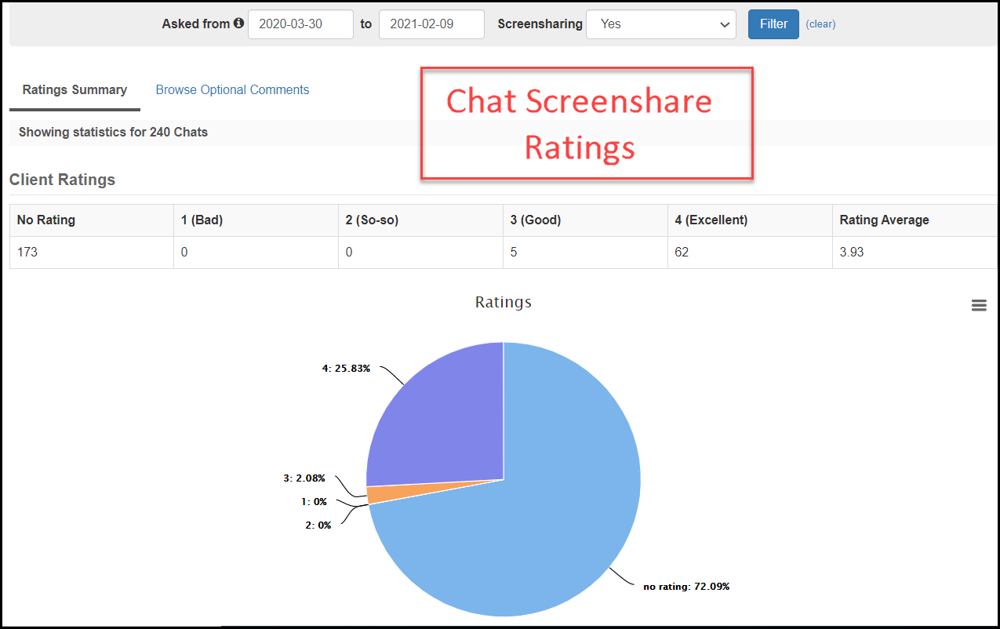 Asked from 2020-03-30 to 2021-02-09 Screensharing Yes Filter (clear)
Ratings Summary Browse Optional Comments
Chat Screenshare
Ratings
Showing statistics for 240 Chats
Client Ratings
No Rating 1 (Bad) 2 (So-so) 3 (Good) 4 (Excellent) Rating Average
173 0 0 5 62 3.93
Ratings
4: 25.83%
3: 2.08%
1: 0%
2: 0%
no rating: 72.09%